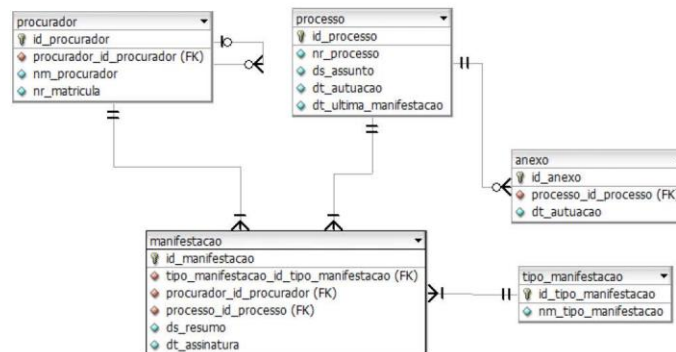 procurador
id_procurador
procurador_id_procurador (FK)
nm_procurador
nr_matricula
processo
id_processo
nr_processo
ds_assunto
dt_autuacao
dt_ultima_manifestacao
anexo
id_anexo
processo_id_processo (FK)
dt_autuacao
manifestacao
id_manifestacao
tipo_manifestacao_id_tipo_manifestacao (FK)
procurador_id_procurador (FK)
processo_id_processo (FK)
ds_resumo
dt_assinatura
tipo_manifestacao
id_tipo_manifestacao
nm_tipo_manifestacao